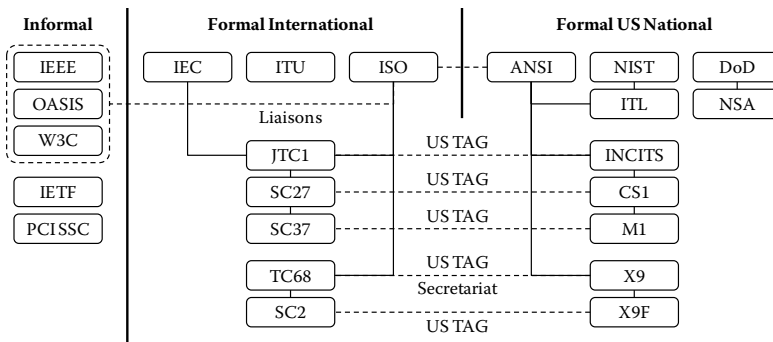 Informal Formal International Formal US National
IEEE IEC ITU ISO ANSI NIST DoD
OASIS ITL NSA
Liaisons
W3C US TAG
JTC1 INCITS
US TAG
IETF SC27 CS1
US TAG
PCI SSC SC37 M1
US TAG
TC68 X9
Secretariat
SC2 X9F
US TAG